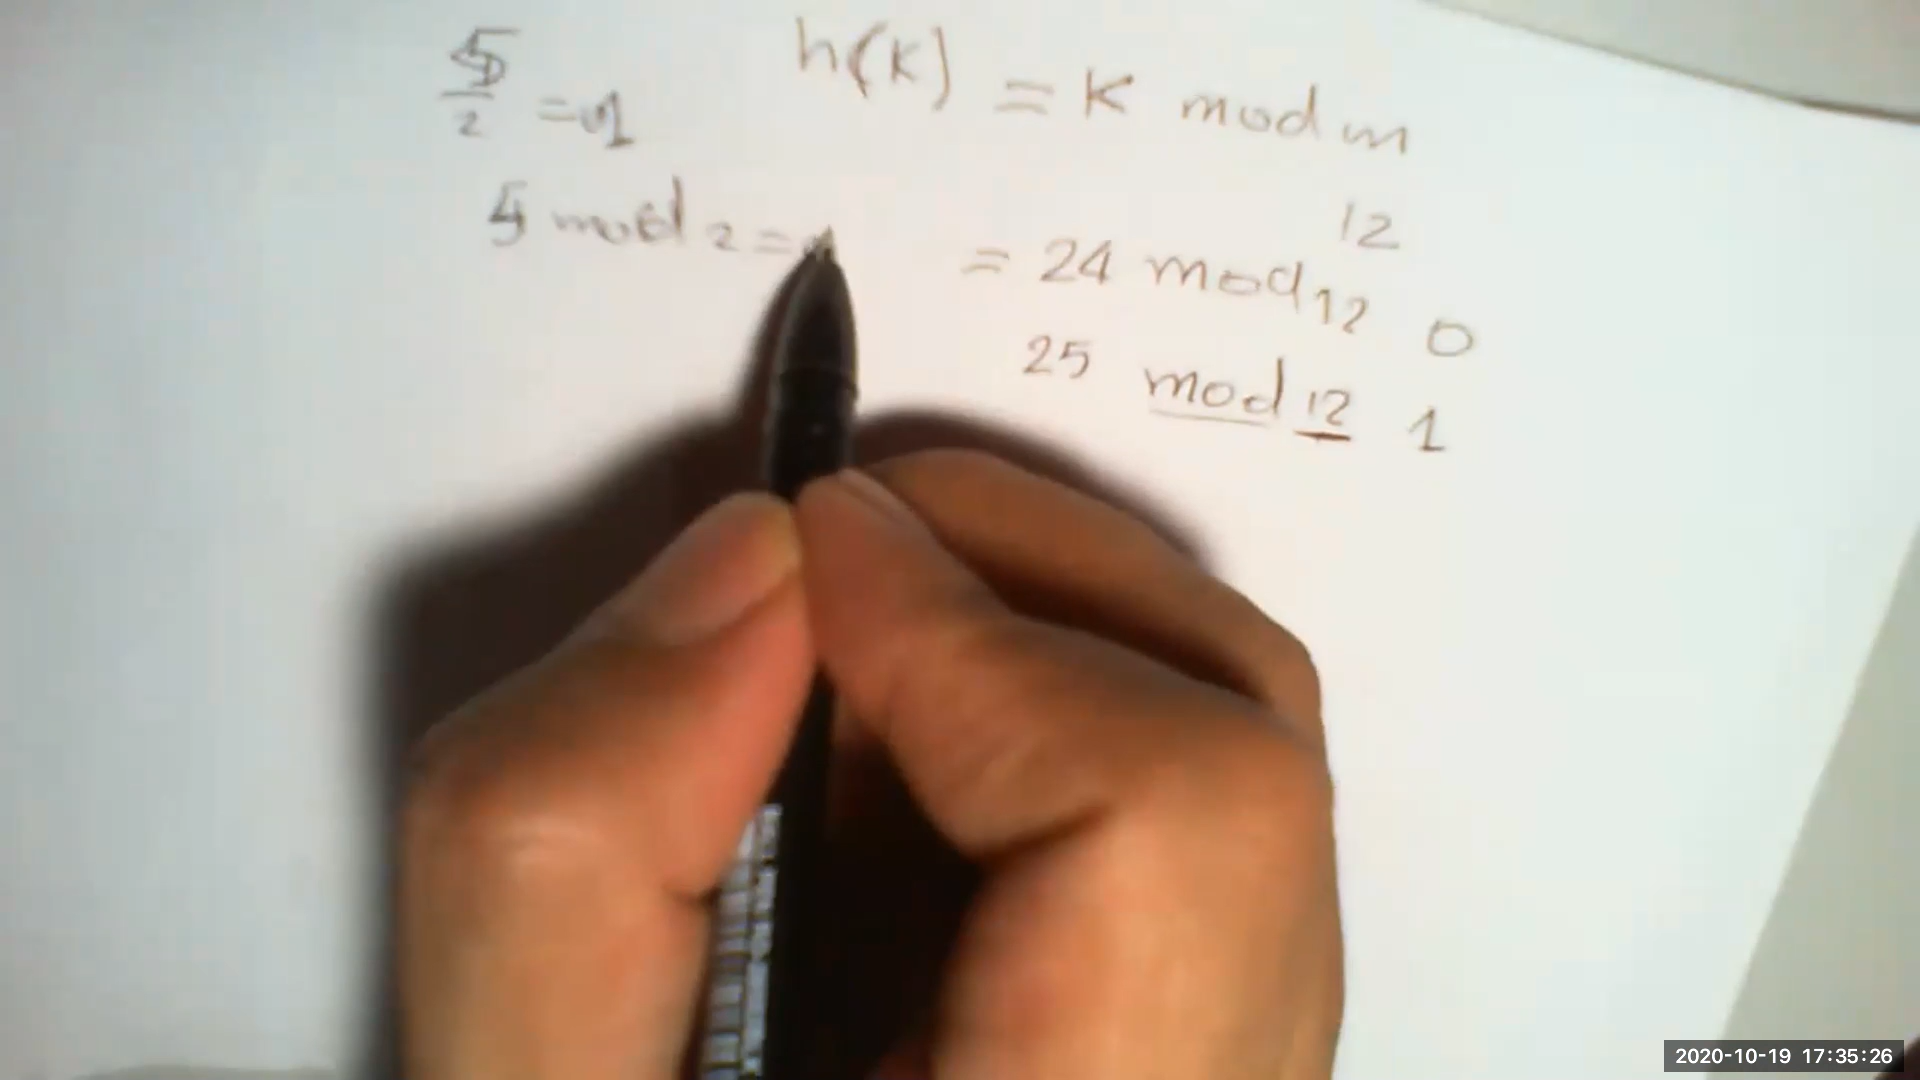 h(K) = K mod m
5
2 = 1
5 mod 2 =
12
= 24 mod 12 0
25 mod 12 1
2020-10-19 17:35:26